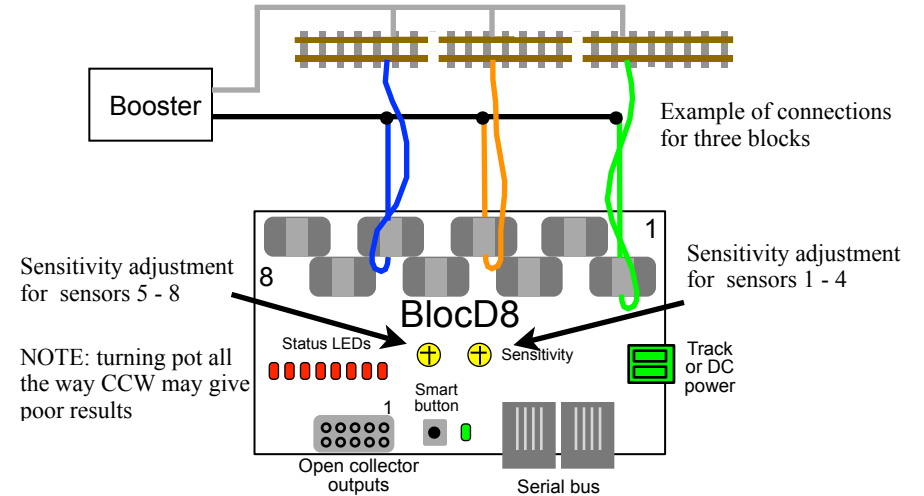 Booster
Example of connections
for three blocks
1
8
Sensitivity adjustment
for sensors 5 - 8
Sensitivity adjustment
for sensors 1 - 4
BlocD8
Status LEDs
Sensitivity
NOTE: turning pot all
the way CCW may give
poor results
Track
or DC
power
Smart
button
1
Open collector
outputs
Serial bus